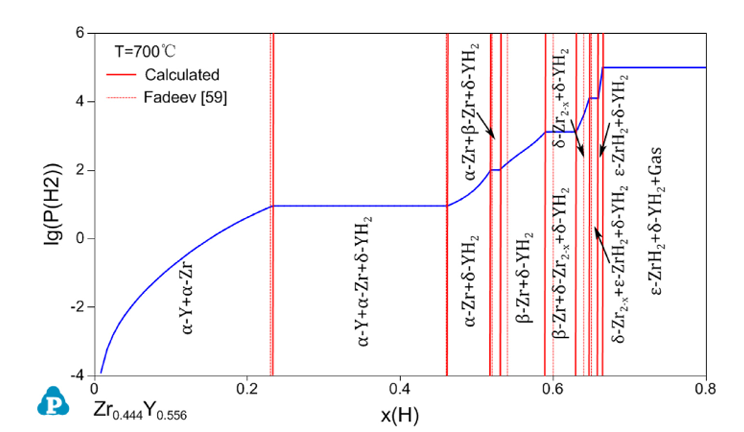 T=700℃
Calculated
Fadeev [59]
lg(P(H2))
6
4
2
0
-2
-4
α-Y+α-Zr
α-Y+α-Zr+δ-YH₂
α-Zr+δ-YH₂
α-Zr+β-Zr+δ-YH₂
β-Zr+δ-YH₂
β-Zr+δ-Zr₂₋ₓ+δ-YH₂
δ-Zr₂₋ₓ+δ-YH₂
δ-Zr₂₋ₓ+ε-ZrH₂+δ-YH₂
ε-ZrH₂+δ-YH₂
ε-ZrH₂+δ-YH₂+Gas
0
0.2
0.4
0.6
0.8
P
Zr₀.₄₄₄Y₀.₅₅₆
x(H)